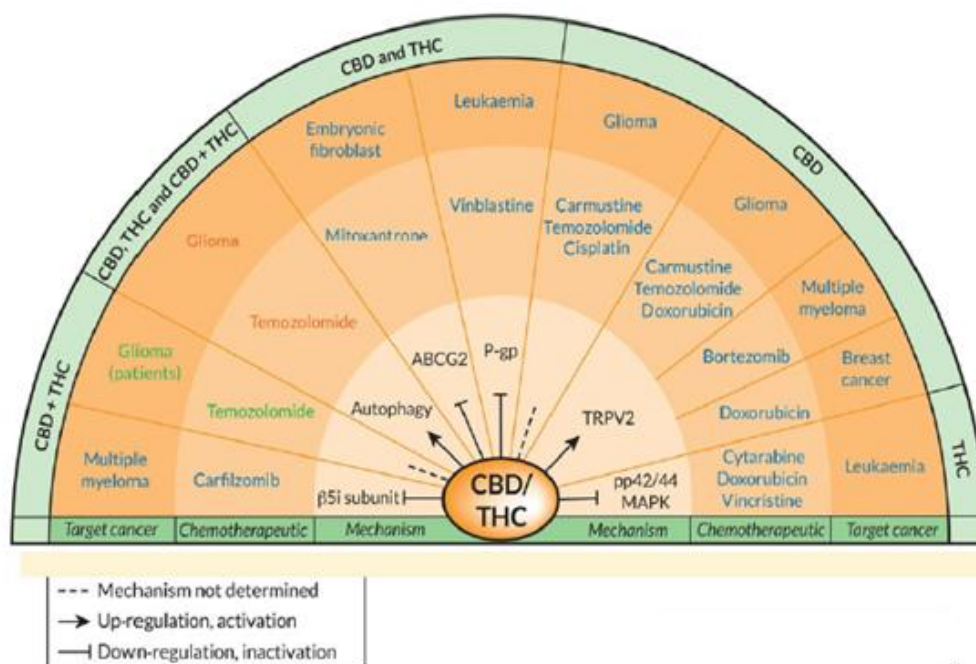 CBD and THC
CBD, THC and CBD + THC
CBD
CBD + THC
THC
Leukaemia
Embryonic
fibroblast
Glioma
Glioma
Glioma
Vinblastine
Mitoxantrone
Carmustine
Temozolomide
Cisplatin
Carmustine
Temozolomide
Doxorubicin
Multiple
myeloma
Temozolomide
Glioma
(patients)
ABCG2
P-gp
Bortezomib
Breast
cancer
Temozolomide
Autophagy
TRPV2
Doxorubicin
Multiple
myeloma
Carfilzomib
β5i subunit
CBD/
THC
pp42/44
MAPK
Cytarabine
Doxorubicin
Vincristine
Leukaemia
Target cancer Chemotherapeutic Mechanism Mechanism Chemotherapeutic Target cancer
Mechanism not determined
Up-regulation, activation
Down-regulation, inactivation